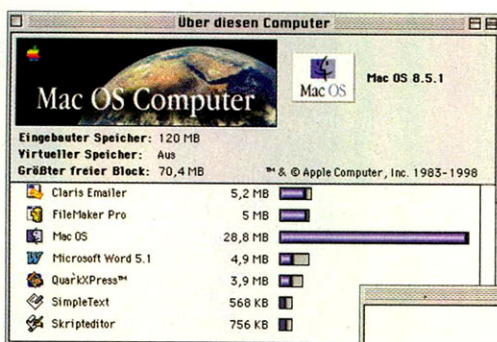 Über diesen Computer
Mac OS Computer
Mac OS
Mac OS 8.5.1
Eingebauter Speicher: 120 MB
Virtueller Speicher: Aus
Größter freier Block: 70,4 MB
™ & © Apple Computer, Inc. 1983-1998
Claris Emailer 5,2 MB
FileMaker Pro 5 MB
Mac OS 28,8 MB
Microsoft Word 5.1 4,9 MB
QuarkXPress™ 3,9 MB
SimpleText 568 KB
Skripteditor 756 KB